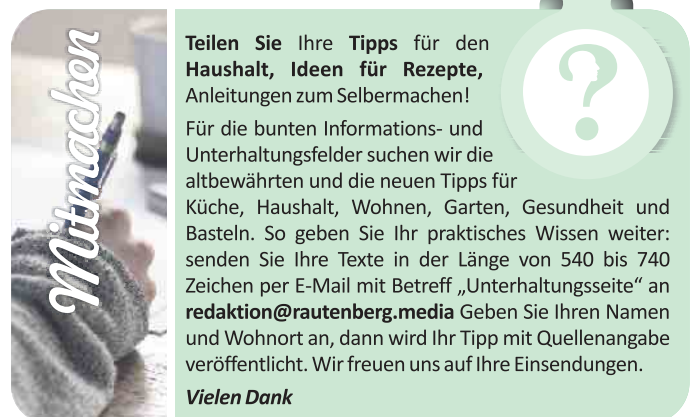 Mitmachen
Teilen Sie Ihre Tipps für den
Haushalt, Ideen für Rezepte,
Anleitungen zum Selbermachen!
Für die bunten Informations- und
Unterhaltungsfelder suchen wir die
altbewährten und die neuen Tipps für
Küche, Haushalt, Wohnen, Garten, Gesundheit und
Basteln. So geben Sie Ihr praktisches Wissen weiter:
senden Sie Ihre Texte in der Länge von 540 bis 740
Zeichen per E-Mail mit Betreff „Unterhaltungsseite“ an
redaktion@rautenberg.media Geben Sie Ihren Namen
und Wohnort an, dann wird Ihr Tipp mit Quellenangabe
veröffentlicht. Wir freuen uns auf Ihre Einsendungen.
Vielen Dank
?